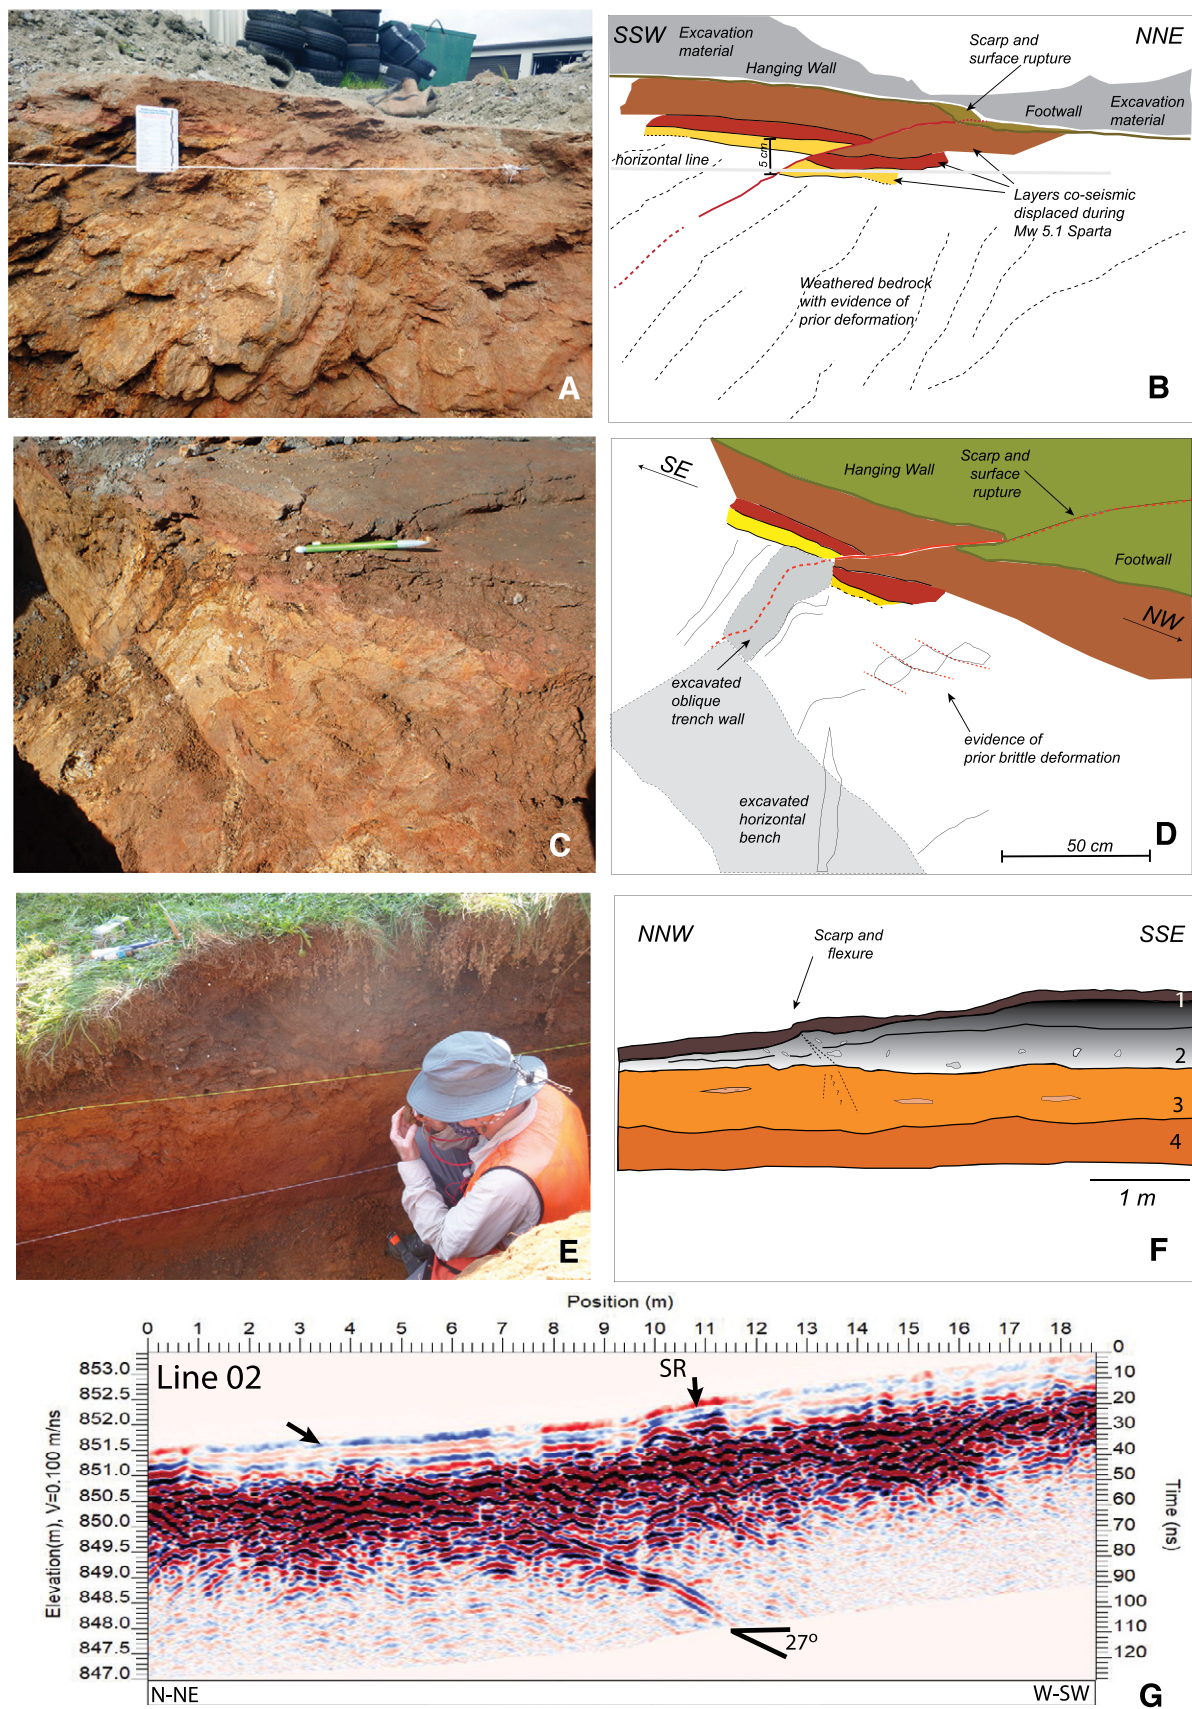 A
SSW
Excavation
material
Hanging Wall
Scarp and
surface rupture
NNE
Footwall
Excavation
material
horizontal line
5 cm
Layers co-seismic
displaced during
Mw 5.1 Sparta
Weathered bedrock
with evidence of
prior deformation
B
C
SE
Hanging Wall
Scarp and
surface
rupture
Footwall
NW
excavated
oblique
trench wall
evidence of
prior brittle deformation
excavated
horizontal
bench
50 cm
D
E
NNW
Scarp and
flexure
SSE
1
2
3
4
? ? ? ?
1 m
F
Position (m)
0 1 2 3 4 5 6 7 8 9 10 11 12 13 14 15 16 17 18
Line 02
SR
Elevation(m), V=0.100 m/ns
853.0
852.5
852.0
851.5
851.0
850.5
850.0
849.5
849.0
848.5
848.0
847.5
847.0
Time (ns)
0
10
20
30
40
50
60
70
80
90
100
110
120
27º
N-NE
W-SW
G